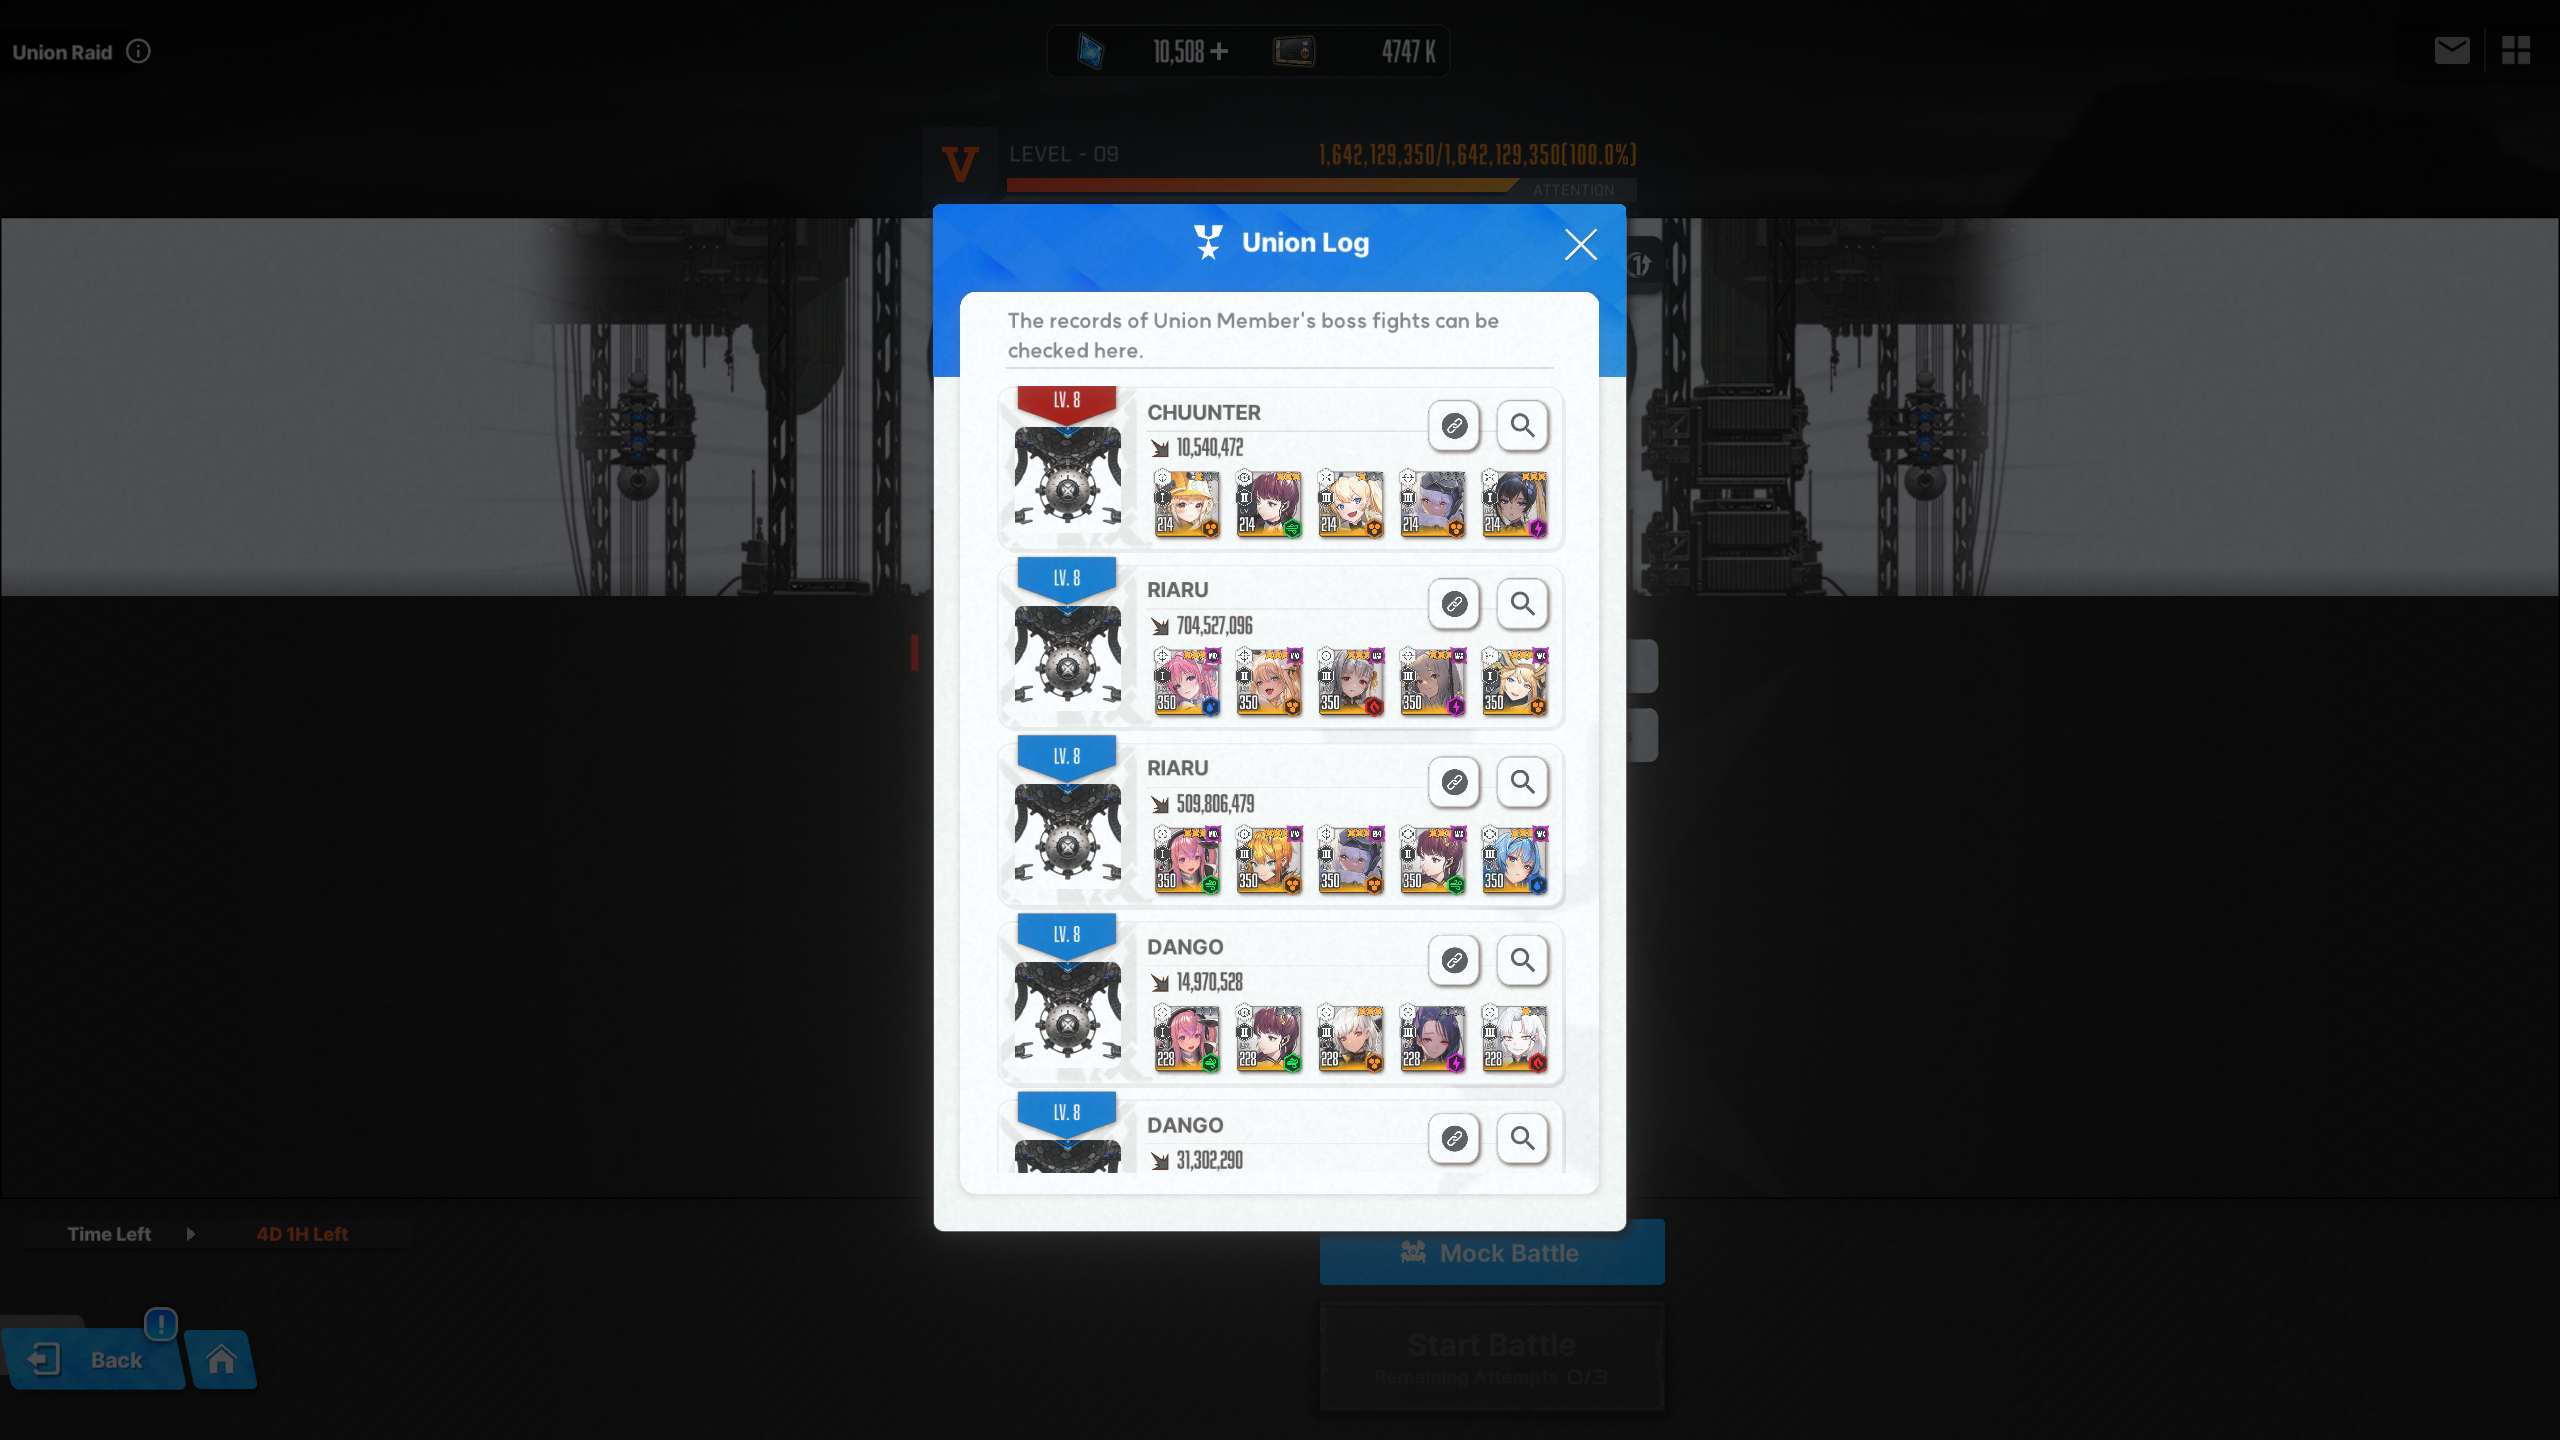 Union Raid
10,508
4747 K
V
LEVEL - 09
1,642,129,350/1,642,129,350(100.0%)
ATTENTION
Union Log
The records of Union Member's boss fights can be
checked here.
LV. 8
CHUUNTER
10,540,472
214 214 214 214 214
LV. 8
RIARU
704,527,096
350 350 350 350 350
LV. 8
RIARU
509,806,479
350 350 350 350 350
LV. 8
DANGO
14,970,528
228 228 228 228 228
LV. 8
DANGO
31,302,290
Time Left
4D 1H Left
Mock Battle
Start Battle
Remaining Attempts 0/3
Back